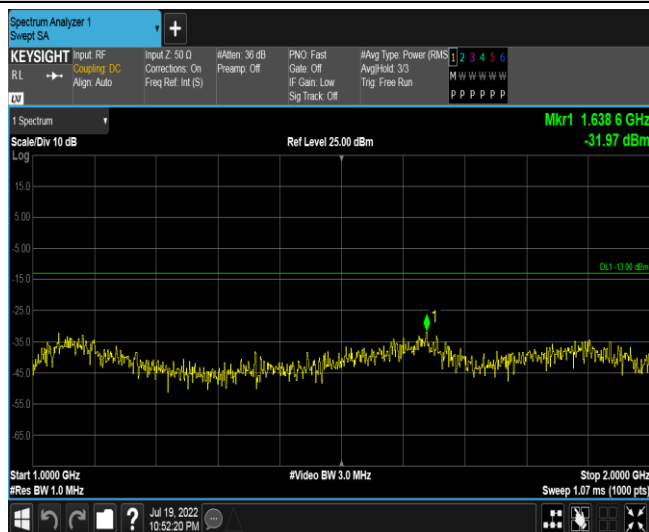 Spectrum Analyzer 1
Swept SA
KEYSIGHT
RL
LXI
Input: RF
Coupling: DC
Align: Auto
Input Z: 50 Ω
Corrections: On
Freq Ref: Int (S)
#Atten: 36 dB
Preamp: Off
PNO: Fast
Gate: Off
IF Gain: Low
Sig Track: Off
#Avg Type: Power (RMS
Avg|Hold: 3/3
Trig: Free Run
1 2 3 4 5 6
M W W W W W
P P P P P P
1 Spectrum
Mkr1 1.638 6 GHz
Scale/Div 10 dB
Ref Level 25.00 dBm
-31.97 dBm
Log
15.0
5.00
-5.00
DL1 -13.00 dBm
-15.0
-25.0
1
-35.0
-45.0
-55.0
-65.0
Start 1.0000 GHz
#Video BW 3.0 MHz
Stop 2.0000 GHz
#Res BW 1.0 MHz
Sweep 1.07 ms (1000 pts)
?
Jul 19, 2022
10:52:20 PM